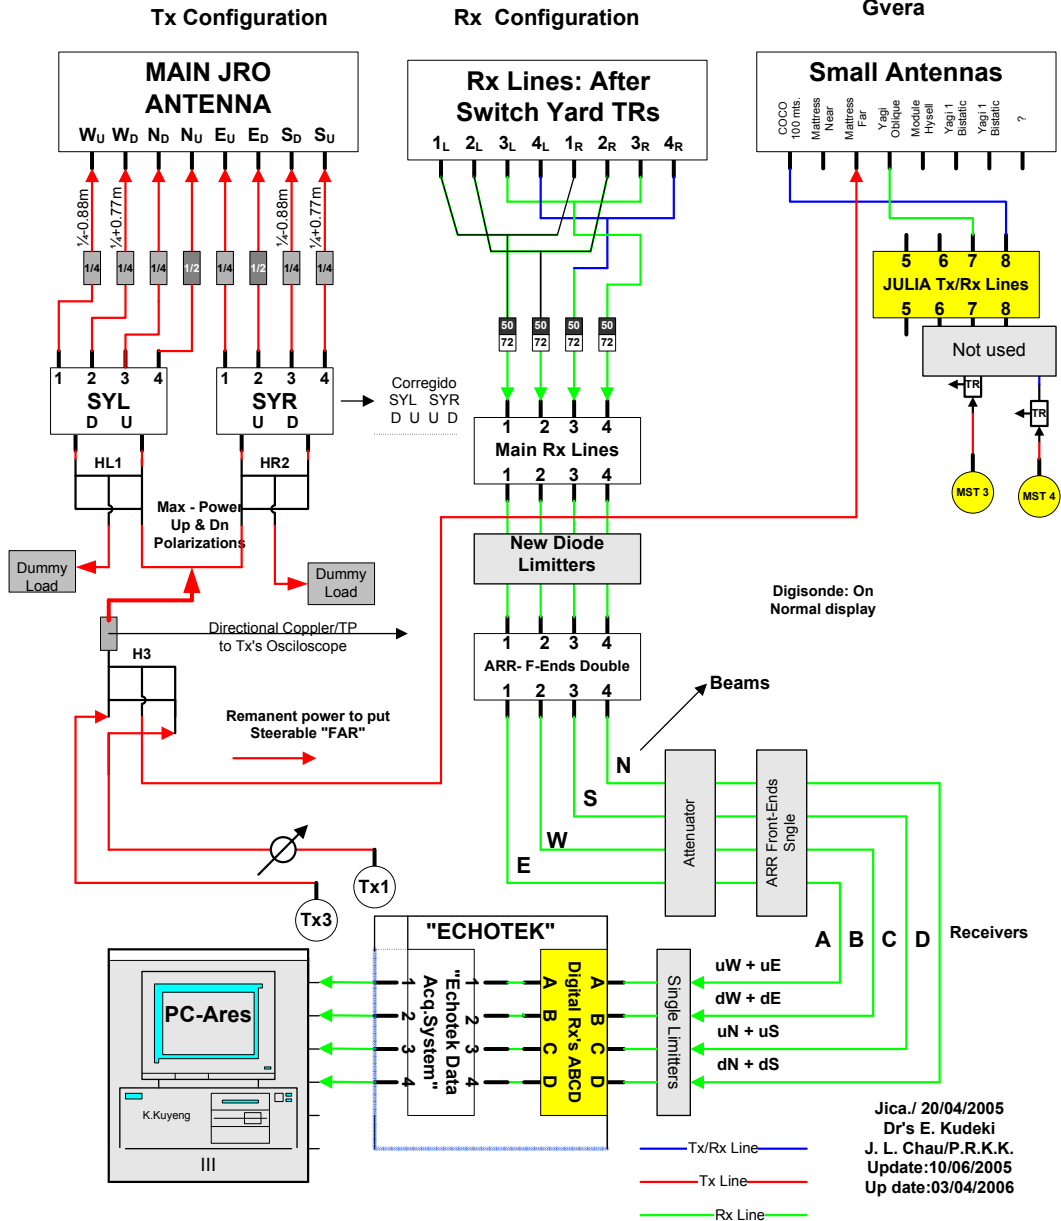 Tx Configuration
Rx Configuration
Gvera
MAIN JRO
ANTENNA
WU WD ND NU EU ED SD SU
Rx Lines: After
Switch Yard TRs
1L 2L 3L 4L 1R 2R 3R 4R
Small Antennas
COCO
100 mts.
Mattress
Near
Mattress
Far
Yagi
Oblique
Module
Hysell
Yagi 1
Bistatic
Yagi 1
Bistatic
?
¼-0.88m
¼+0.77m
¼-0.88m
¼+0.77m
1/4 1/4 1/4 1/2 1/4 1/2 1/4 1/4
5 6 7 8
JULIA Tx/Rx Lines
5 6 7 8
Not used
TR
TR
MST 3
MST 4
50 50 50 50
72 72 72 72
1 2 3 4
SYL
D U
1 2 3 4
SYR
U D
Corregido
SYL SYR
D U U D
1 2 3 4
Main Rx Lines
1 2 3 4
HL1
HR2
Max - Power
Up & Dn
Polarizations
Dummy
Load
Dummy
Load
New Diode
Limitters
Digisonde: On
Normal display
Directional Coppler/TP
to Tx's Osciloscope
H3
1 2 3 4
ARR- F-Ends Double
1 2 3 4
Beams
Remanent power to put
Steerable "FAR"
N
S
W
E
Attenuator
ARR Front-Ends
Sngle
Tx1
Tx3
A B C D
Receivers
"ECHOTEK"
PC-Ares
K.Kuyeng
III
1 2 3 4
"Echotek Data
Acq.System"
1 2 3 4
A B C D
Digital Rx's ABCD
A B C D
Single Limitters
uW + uE
dW + dE
uN + uS
dN + dS
Tx/Rx Line
Tx Line
Rx Line
Jica./ 20/04/2005
Dr's E. Kudeki
J. L. Chau/P.R.K.K.
Update:10/06/2005
Up date:03/04/2006